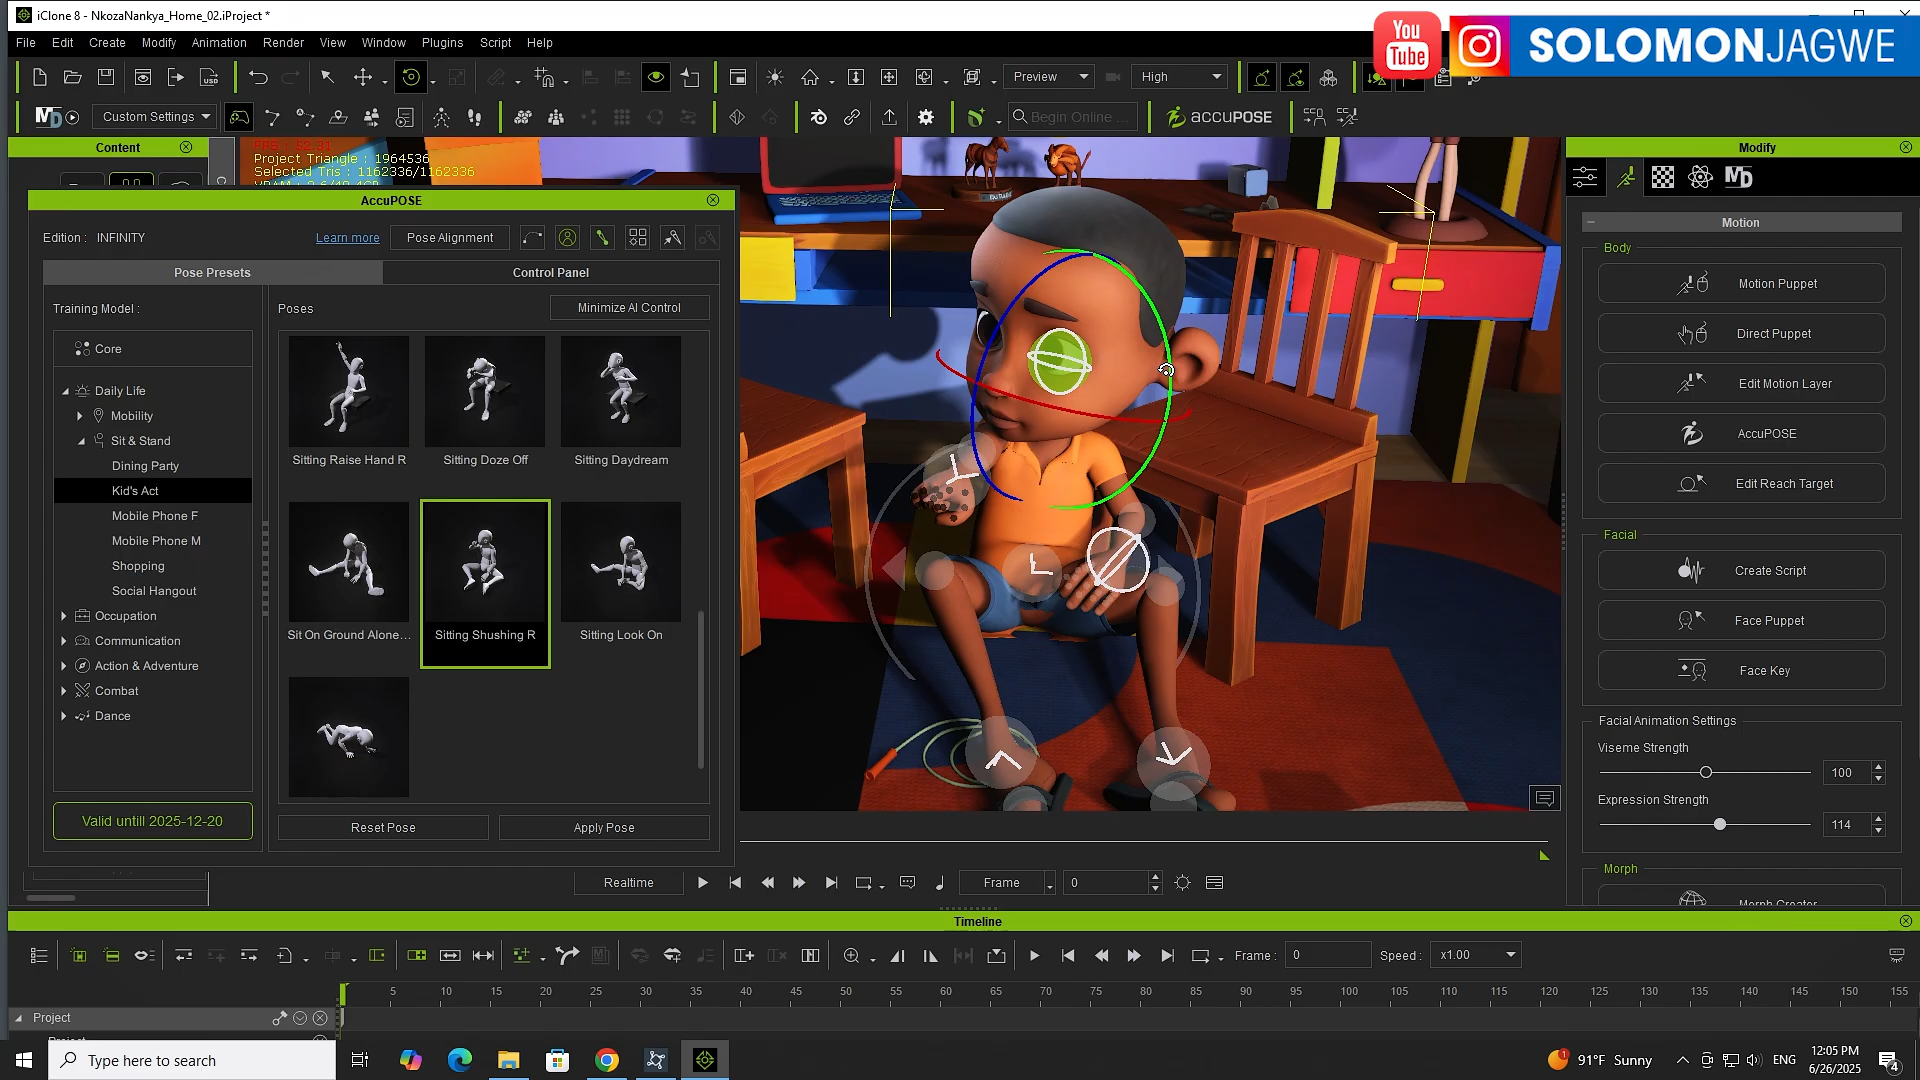 iClone 8 - NkozaNankya_Home_02.iProject *
You
Tube
SOLOMONJAGWE
File Edit Create Modify Animation Render View Window Plugins Script Help
Preview High
MD Custom Settings Begin Online ... ACCUPOSE
Content
Project Triangle : 1964536
Selected Tris : 1162336/1162336
Modify
MD
AccuPOSE
Edition : INFINITY Learn more Pose Alignment
Pose Presets Control Panel
Training Model :
Poses Minimize AI Control
Core
Daily Life
Mobility
Sit & Stand
Dining Party
Kid's Act
Mobile Phone F
Mobile Phone M
Shopping
Social Hangout
Occupation
Communication
Action & Adventure
Combat
Dance
Valid untill 2025-12-20
Sitting Raise Hand R Sitting Doze Off Sitting Daydream
Sit On Ground Alone... Sitting Shushing R Sitting Look On
Reset Pose Apply Pose
Motion
Body
Motion Puppet
Direct Puppet
Edit Motion Layer
AccuPOSE
Edit Reach Target
Facial
Create Script
Face Puppet
Face Key
Facial Animation Settings
Viseme Strength
100
Expression Strength
114
Morph
Morph Creator
Realtime Frame 0
Timeline
Frame : 0 Speed : x1.00
5 10 15 20 25 30 35 40 45 50 55 60 65 70 75 80 85 90 95 100 105 110 115 120 125 130 135 140 145 150 155
Project
Type here to search
91°F Sunny ENG
12:05 PM
6/26/2025
4